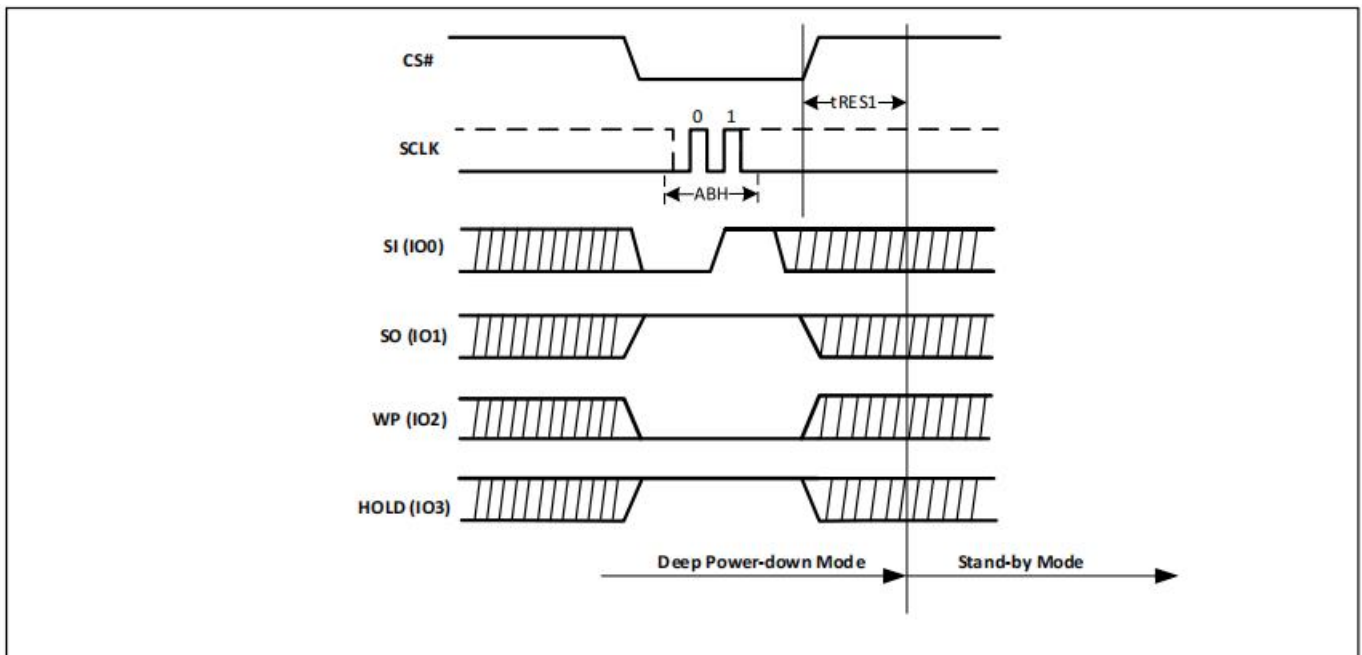 CS#
tRES1
0 1
SCLK
ABH
SI (IO0)
SO (IO1)
WP (IO2)
HOLD (IO3)
Deep Power-down Mode Stand-by Mode